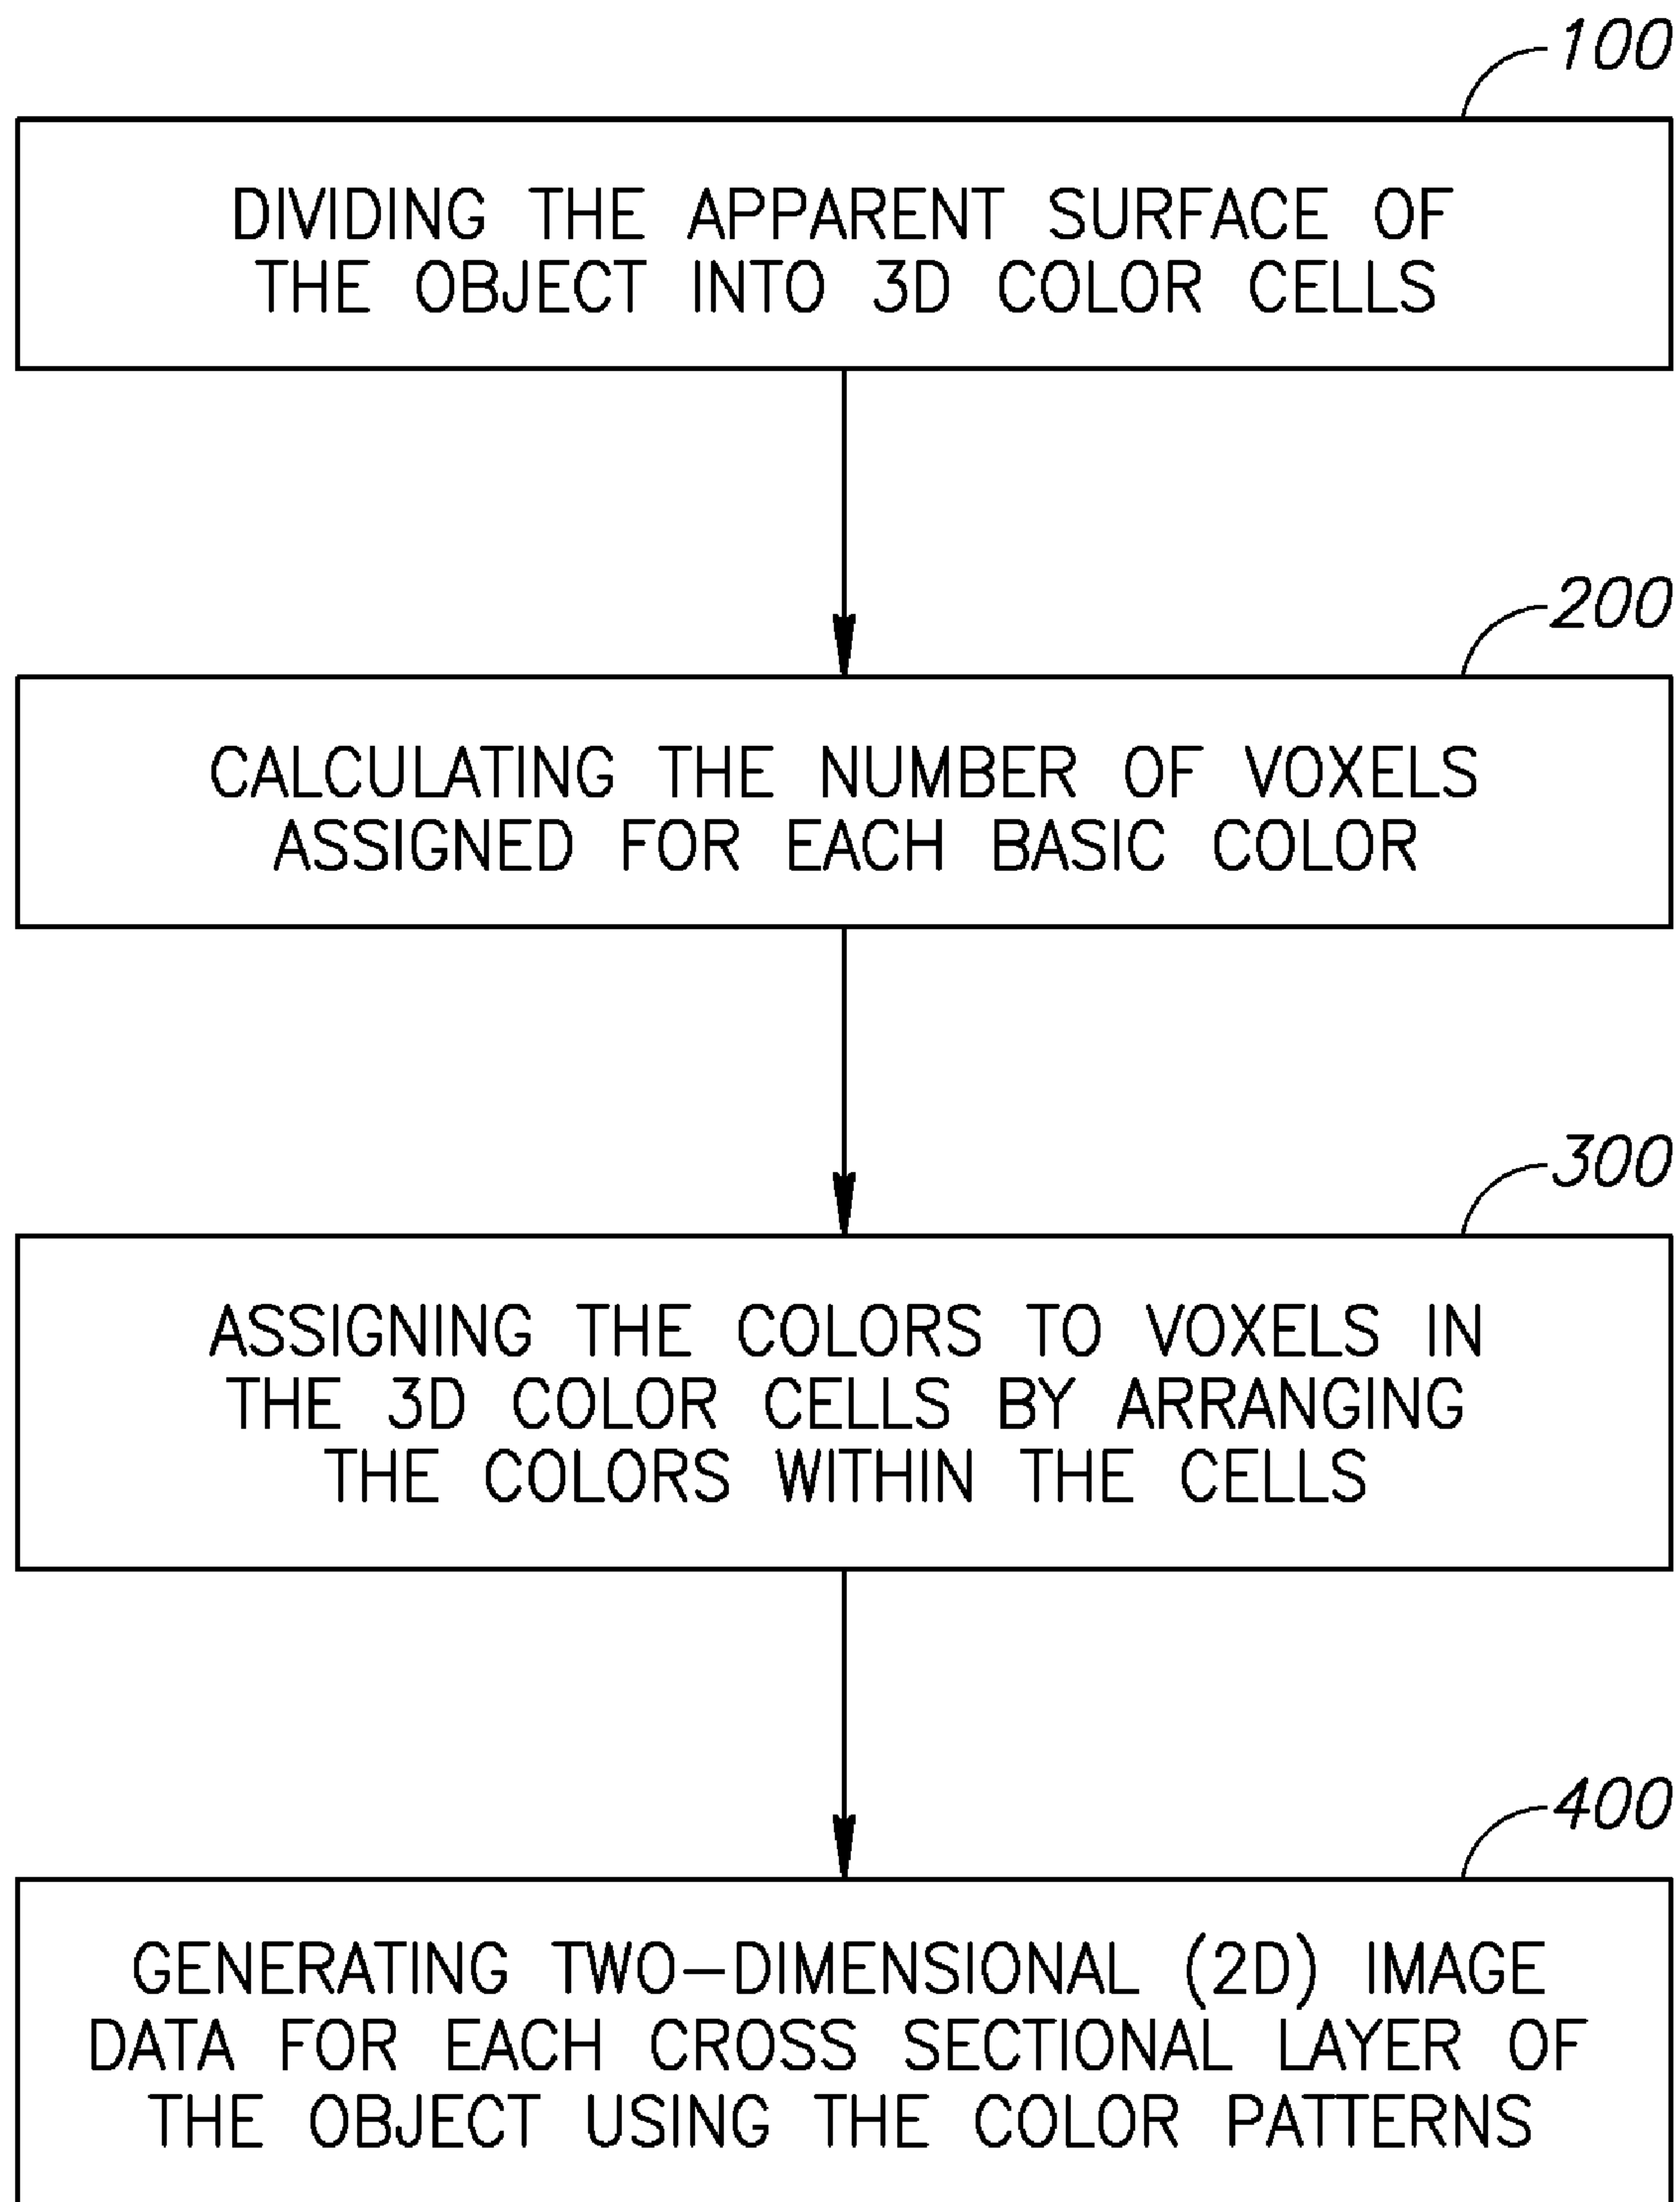 100
DIVIDING THE APPARENT SURFACE OF
THE OBJECT INTO 3D COLOR CELLS
200
CALCULATING THE NUMBER OF VOXELS
ASSIGNED FOR EACH BASIC COLOR
300
ASSIGNING THE COLORS TO VOXELS IN
THE 3D COLOR CELLS BY ARRANGING
THE COLORS WITHIN THE CELLS
400
GENERATING TWO-DIMENSIONAL (2D) IMAGE
DATA FOR EACH CROSS SECTIONAL LAYER OF
THE OBJECT USING THE COLOR PATTERNS